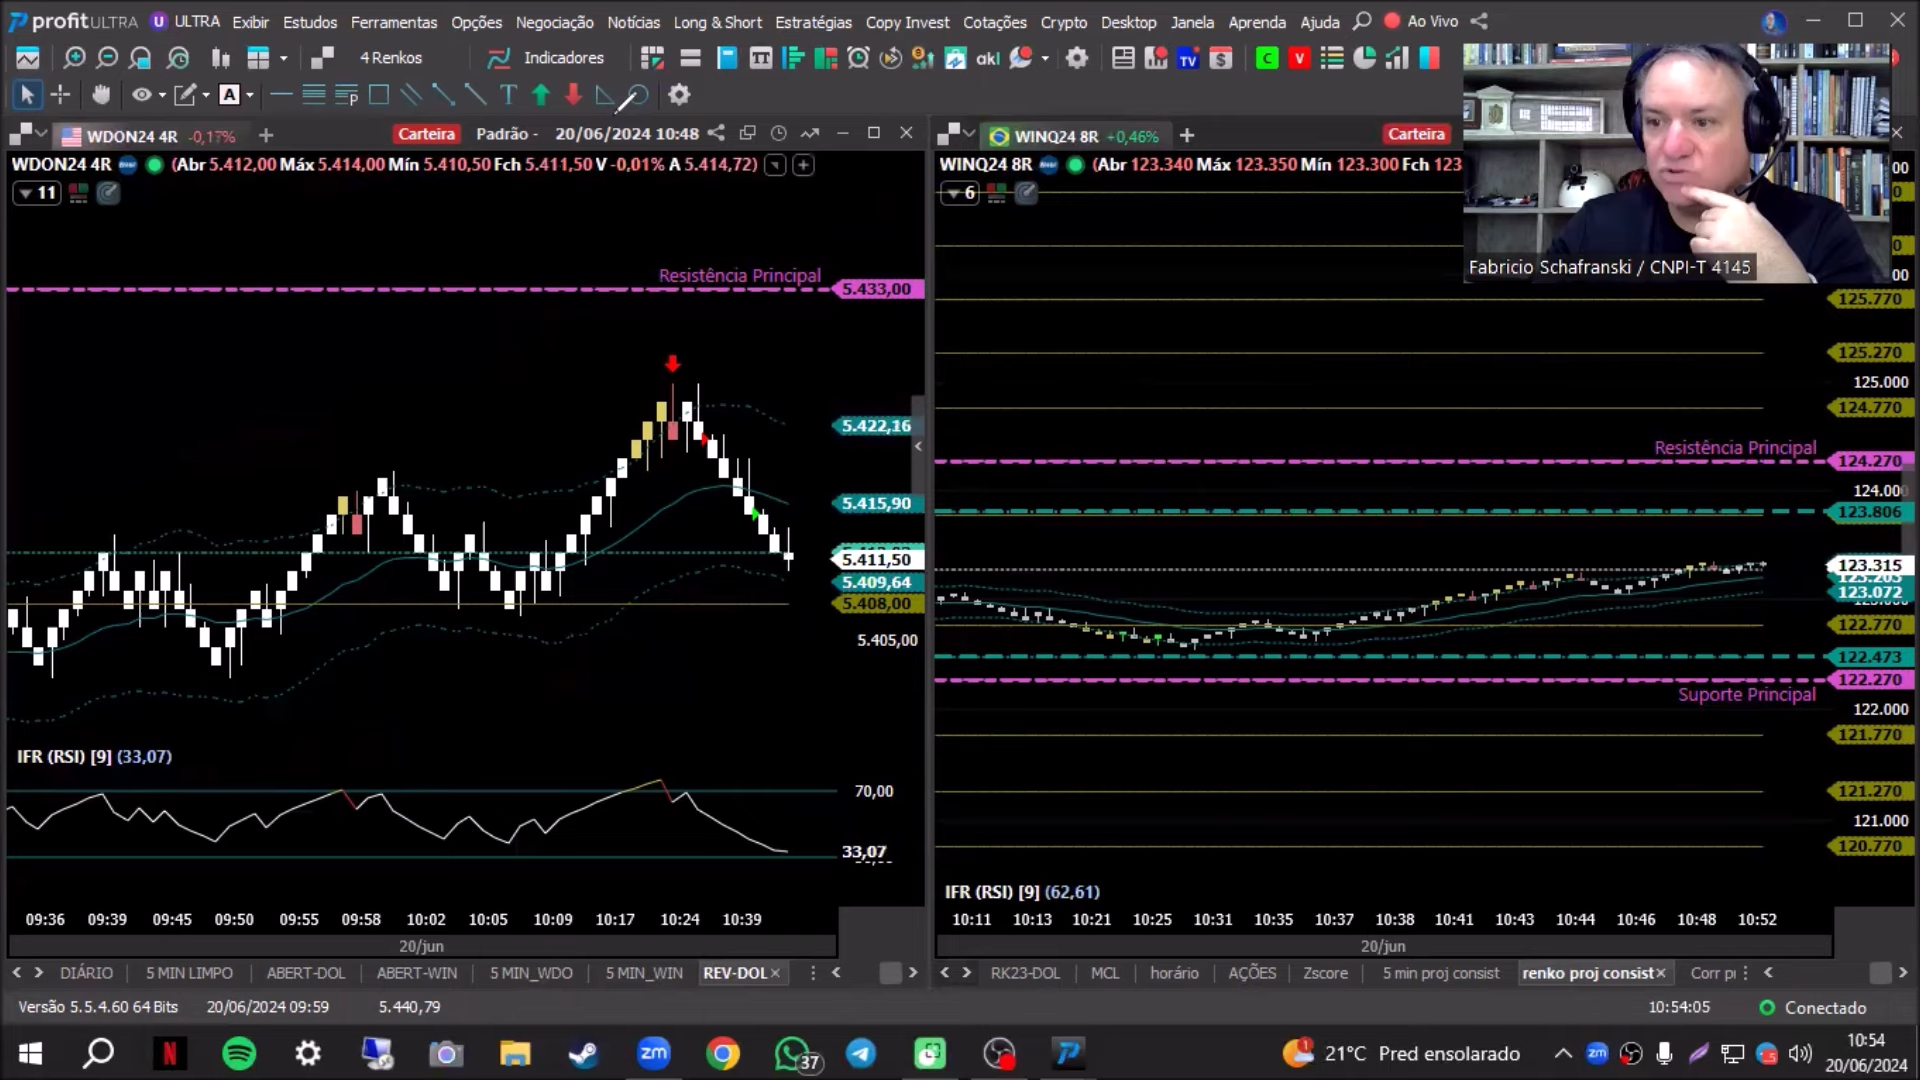 profitULTRA U ULTRA Exibir Estudos Ferramentas Opções Negociação Notícias Long & Short Estratégias Copy Invest Cotações Crypto Desktop Janela Aprenda Ajuda Ao Vivo
4 Renkos Indicadores akl TV $ C V
A T
WDON24 4R -0,17% + Carteira Padrão - 20/06/2024 10:48
WINQ24 8R +0,46% + Carteira
WDON24 4R (Abr 5.412,00 Máx 5.414,00 Mín 5.410,50 Fch 5.411,50 V -0,01% A 5.414,72)
11
Resistência Principal
5.433,00
5.422,16
5.415,90
5.411,50
5.409,64
5.408,00
5.405,00
IFR (RSI) [9] (33,07)
70,00
33,07
09:36 09:39 09:45 09:50 09:55 09:58 10:02 10:05 10:09 10:17 10:24 10:39
20/jun
DIÁRIO 5 MIN LIMPO ABERT-DOL ABERT-WIN 5 MIN_WDO 5 MIN_WIN REV-DOL
WINQ24 8R (Abr 123.340 Máx 123.350 Mín 123.300 Fch 123
6
Fabricio Schafranski / CNPI-T 4145
125.770
125.270
125.000
124.770
Resistência Principal
124.270
124.000
123.806
123.315
123.203
123.072
122.770
122.473
122.270
Suporte Principal
122.000
121.770
121.270
121.000
120.770
IFR (RSI) [9] (62,61)
10:11 10:13 10:21 10:25 10:31 10:35 10:37 10:38 10:41 10:43 10:44 10:46 10:48 10:52
20/jun
RK23-DOL MCL horário AÇÕES Zscore 5 min proj consist renko proj consist Corr p
Versão 5.5.4.60 64 Bits 20/06/2024 09:59 5.440,79 10:54:05 Conectado
N zm 37 1 21°C Pred ensolarado zm 10:54
20/06/2024